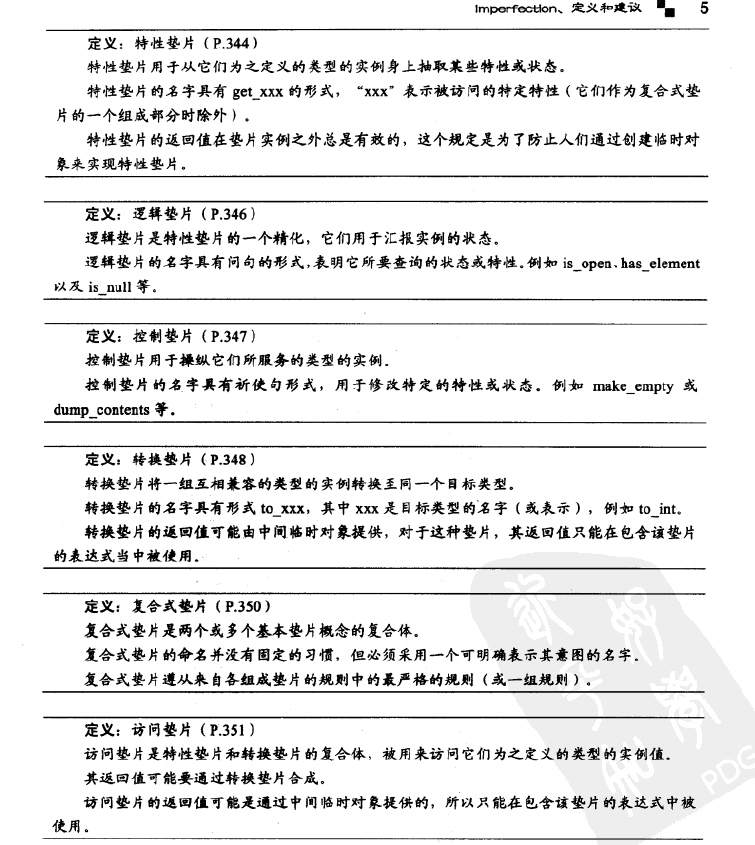 Imperfection、定义和建议 5
定义：特性垫片（P.344）
特性垫片用于从它们为之定义的类型的实例身上抽取某些特性或状态。
特性垫片的名字具有 get_xxx 的形式，“xxx”表示被访问的特定特性（它们作为复合式垫
片的一个组成部分时除外）。
特性垫片的返回值在垫片实例之外总是有效的，这个规定是为了防止人们通过创建临时对
象来实现特性垫片。
定义：逻辑垫片（P.346）
逻辑垫片是特性垫片的一个精化，它们用于汇报实例的状态。
逻辑垫片的名字具有问句的形式，表明它所要查询的状态或特性。例如 is_open、has_element
以及 is_null 等。
定义：控制垫片（P.347）
控制垫片用于操纵它们所服务的类型的实例。
控制垫片的名字具有祈使句形式，用于修改特定的特性或状态。例如 make_empty 或
dump_contents 等。
定义：转换垫片（P.348）
转换垫片将一组互相兼容的类型的实例转换至同一个目标类型。
转换垫片的名字具有形式 to_xxx，其中 xxx 是目标类型的名字（或表示），例如 to_int。
转换垫片的返回值可能由中间临时对象提供，对于这种垫片，其返回值只能在包含该垫片
的表达式当中被使用。
定义：复合式垫片（P.350）
复合式垫片是两个或多个基本垫片概念的复合体。
复合式垫片的命名并没有固定的习惯，但必须采用一个可明确表示其意图的名字。
复合式垫片遵从来自各组成垫片的规则中的最严格的规则（或一组规则）。
定义：访问垫片（P.351）
访问垫片是特性垫片和转换垫片的复合体，被用来访问它们为之定义的类型的实例值。
其返回值可能要通过转换垫片合成。
访问垫片的返回值可能是通过中间临时对象提供的，所以只能在包含该垫片的表达式中被
使用。
PDG